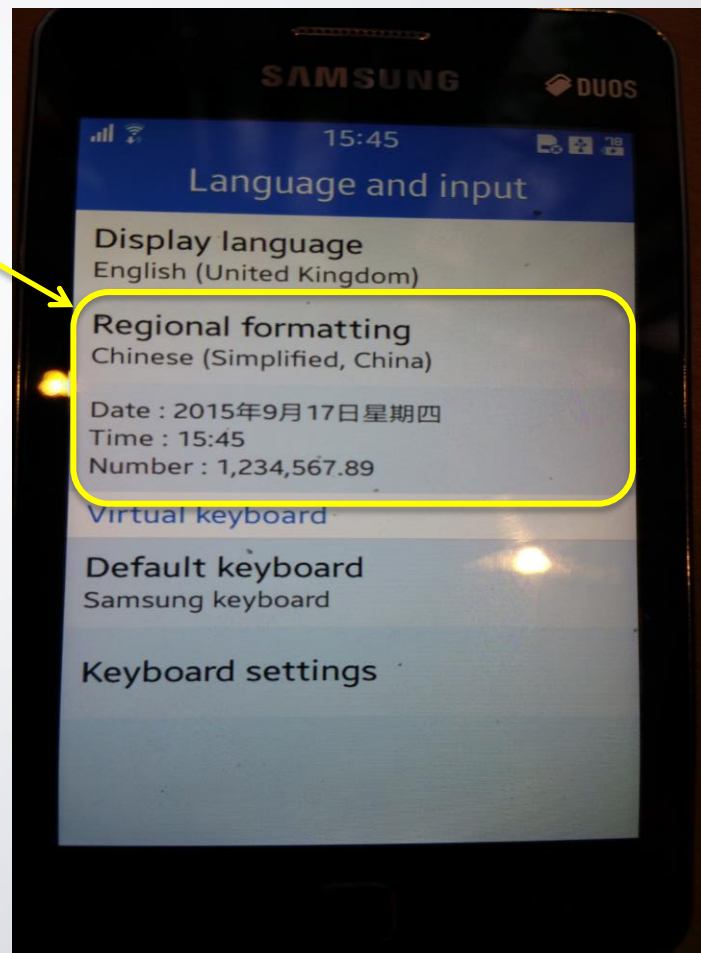 SAMSUNG
DUOS
15:45
78
Language and input
Display language
English (United Kingdom)
Regional formatting
Chinese (Simplified, China)
Date : 2015年9月17日星期四
Time : 15:45
Number : 1,234,567.89
Virtual keyboard
Default keyboard
Samsung keyboard
Keyboard settings